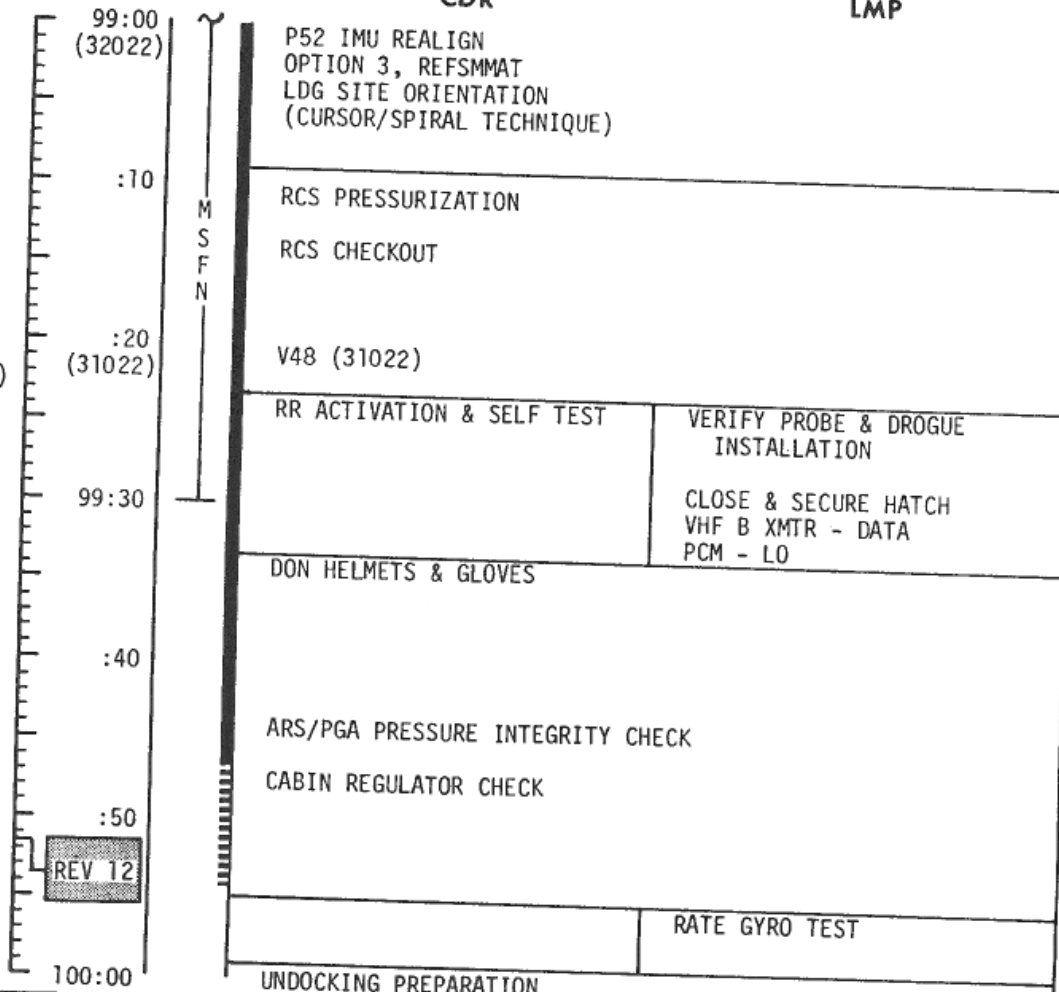 CDR
LMP
99:00
(32022)
P52 IMU REALIGN
OPTION 3, REFSMMAT
LDG SITE ORIENTATION
(CURSOR/SPIRAL TECHNIQUE)
:10
M
S
F
N
RCS PRESSURIZATION
RCS CHECKOUT
:20
(31022)
V48 (31022)
)
RR ACTIVATION & SELF TEST
VERIFY PROBE & DROGUE
INSTALLATION
99:30
CLOSE & SECURE HATCH
VHF B XMTR - DATA
PCM - LO
DON HELMETS & GLOVES
:40
ARS/PGA PRESSURE INTEGRITY CHECK
CABIN REGULATOR CHECK
:50
REV 12
RATE GYRO TEST
100:00
UNDOCKING PREPARATION